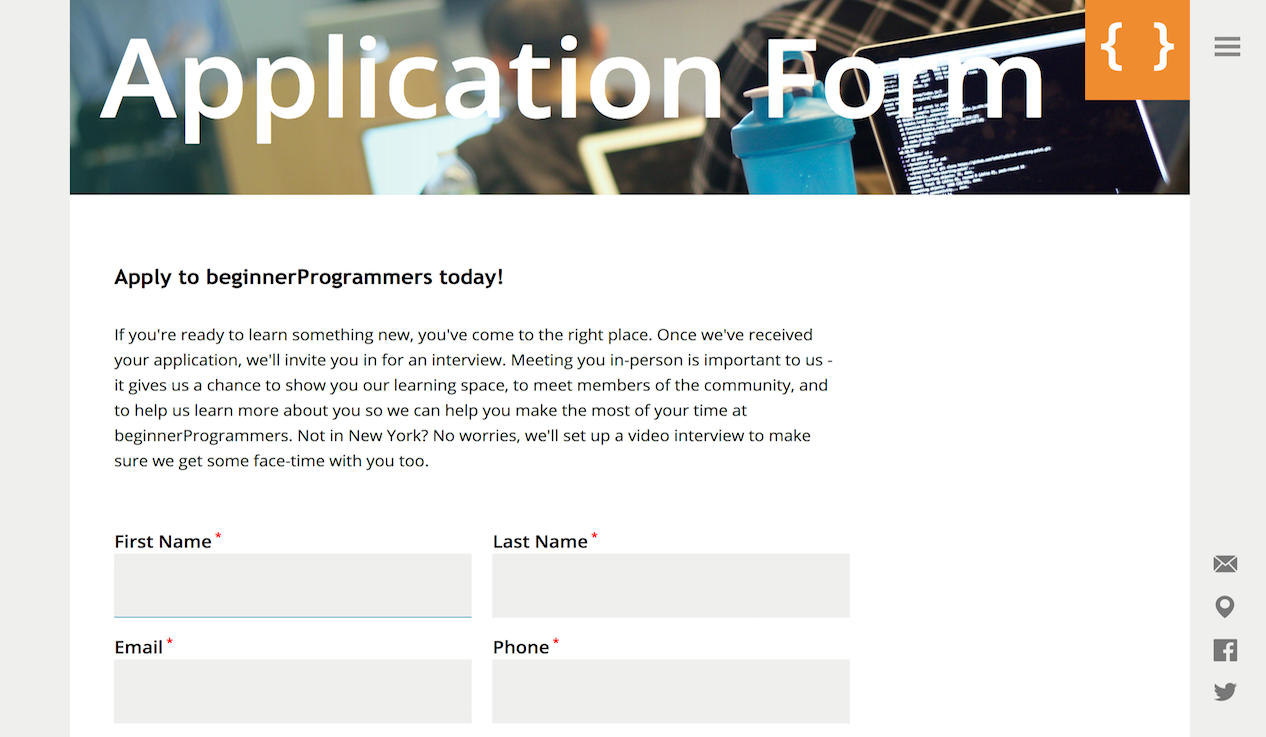 Application Form
{ }
Apply to beginnerProgrammers today!
If you're ready to learn something new, you've come to the right place. Once we've received
your application, we'll invite you in for an interview. Meeting you in-person is important to us -
it gives us a chance to show you our learning space, to meet members of the community, and
to help us learn more about you so we can help you make the most of your time at
beginnerProgrammers. Not in New York? No worries, we'll set up a video interview to make
sure we get some face-time with you too.
First Name *
Last Name *
Email *
Phone *